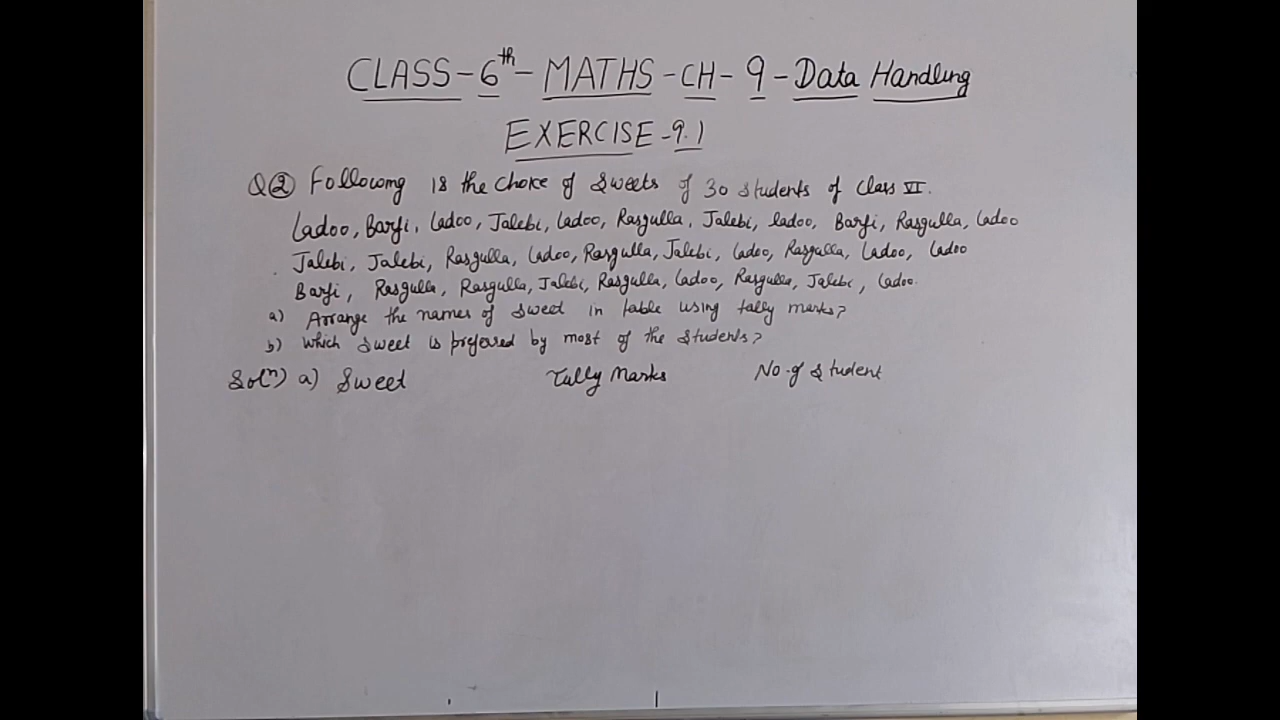 CLASS-6th-MATHS-CH-9-Data Handling
EXERCISE-9.1
Q② Following is the choice of sweets of 30 students of class VI.
Ladoo, Barfi, Ladoo, Jalebi, Ladoo, Rasgulla, Jalebi, ladoo, Barfi, Rasgulla, Ladoo
Jalebi, Jalebi, Rasgulla, Ladoo, Rasgulla, Jalebi, Ladoo, Rasgulla, Ladoo, Ladoo
Barfi, Rasgulla, Rasgulla, Jalebi, Rasgulla, Ladoo, Rasgulla, Jalebi, Ladoo.
a) Arrange the names of sweet in table using tally marks?
b) Which sweet is prefered by most of the students?
Sol(n) a) Sweet Tally Marks No. of student